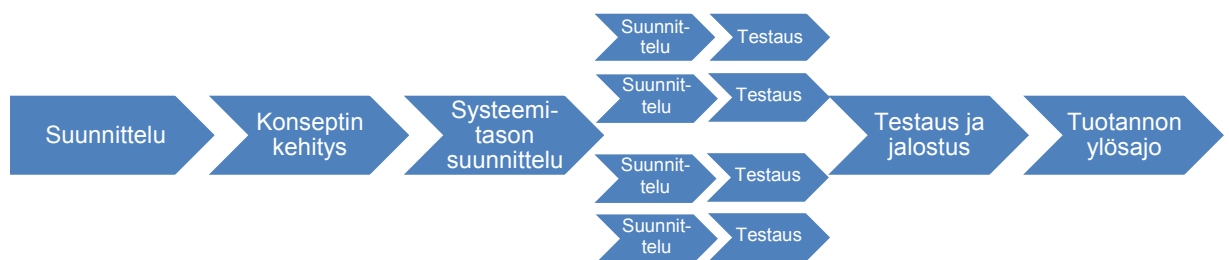 Suunnittelu
Konseptin
kehitys
Systeemi-
tason
suunnittelu
Suunnit-
telu
Testaus
Suunnit-
telu
Testaus
Suunnit-
telu
Testaus
Suunnit-
telu
Testaus
Testaus ja
jalostus
Tuotannon
ylösajo